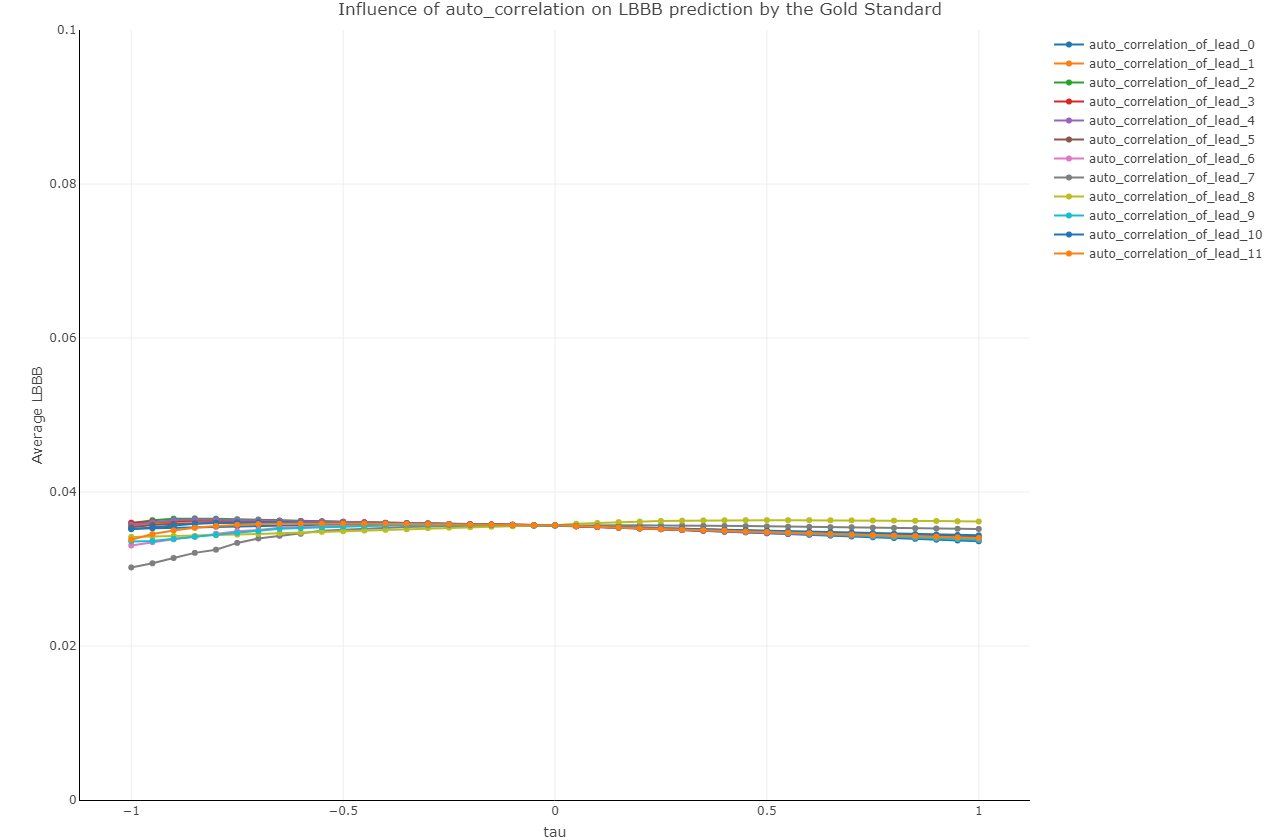 Influence of auto_correlation on LBBB prediction by the Gold Standard
0.1
0.08
0.06
0.04
0.02
0
Average LBBB
−1
−0.5
0
0.5
1
tau
auto_correlation_of_lead_0
auto_correlation_of_lead_1
auto_correlation_of_lead_2
auto_correlation_of_lead_3
auto_correlation_of_lead_4
auto_correlation_of_lead_5
auto_correlation_of_lead_6
auto_correlation_of_lead_7
auto_correlation_of_lead_8
auto_correlation_of_lead_9
auto_correlation_of_lead_10
auto_correlation_of_lead_11